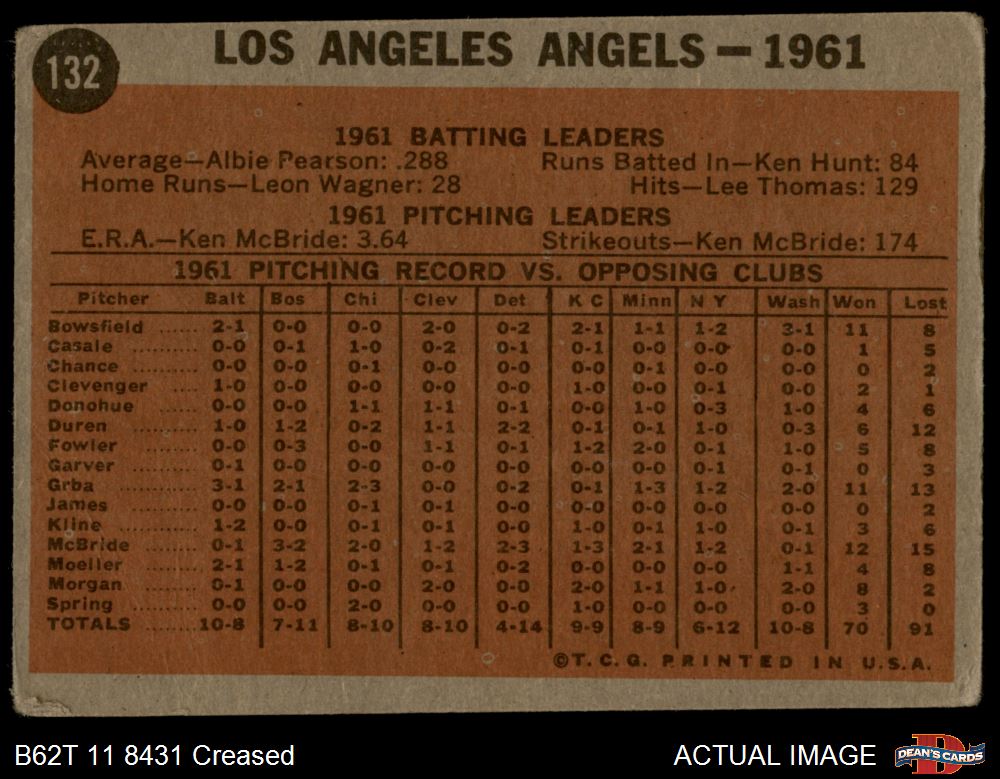 132
LOS ANGELES ANGELS — 1961
1961 BATTING LEADERS
Average—Albie Pearson: .288 Runs Batted In—Ken Hunt: 84
Home Runs—Leon Wagner: 28 Hits—Lee Thomas: 129
1961 PITCHING LEADERS
E.R.A.—Ken McBride: 3.64 Strikeouts—Ken McBride: 174
1961 PITCHING RECORD VS. OPPOSING CLUBS
Pitcher Balt Bos Chi Clev Det K C Minn N Y Wash Won Lost
Bowsfield ...... 2-1 0-0 0-0 2-0 0-2 2-1 1-1 1-2 3-1 11 8
Casale .......... 0-0 0-1 1-0 0-2 0-1 0-1 0-0 0-0 0-0 1 5
Chance ......... 0-0 0-0 0-1 0-0 0-0 0-0 0-1 0-0 0-0 0 2
Clevenger .... 1-0 0-0 0-0 0-0 0-0 1-0 0-0 0-1 0-0 2 1
Donohue ...... 0-0 0-0 1-1 1-1 0-1 0-0 1-0 0-3 1-0 4 6
Duren .......... 1-0 1-2 0-2 1-1 2-2 0-1 0-1 1-0 0-3 6 12
Fowler ......... 0-0 0-3 0-0 1-1 0-1 1-2 2-0 0-1 1-0 5 8
Garver ......... 0-1 0-0 0-0 0-0 0-0 0-0 0-0 0-1 0-1 0 3
Grba ............ 3-1 2-1 2-3 0-0 0-2 0-1 1-3 1-2 2-0 11 13
James .......... 0-0 0-0 0-1 0-1 0-0 0-0 0-0 0-0 0-0 0 2
Kline ............ 1-2 0-0 0-1 0-1 0-0 1-0 0-1 1-0 0-1 3 6
McBride ........ 0-1 3-2 2-0 1-2 2-3 1-3 2-1 1-2 0-1 12 15
Moeller ........ 2-1 1-2 0-1 0-1 0-2 0-0 0-0 0-0 1-1 4 8
Morgan ........ 0-1 0-0 0-0 2-0 0-0 2-0 1-1 1-0 2-0 8 2
Spring .......... 0-0 0-0 2-0 0-0 0-0 1-0 0-0 0-0 0-0 3 0
TOTALS ....... 10-8 7-11 8-10 8-10 4-14 9-9 8-9 6-12 10-8 70 91
©T.C.G. PRINTED IN U.S.A.
B62T 11 8431 Creased ACTUAL IMAGE DEAN'S CARDS